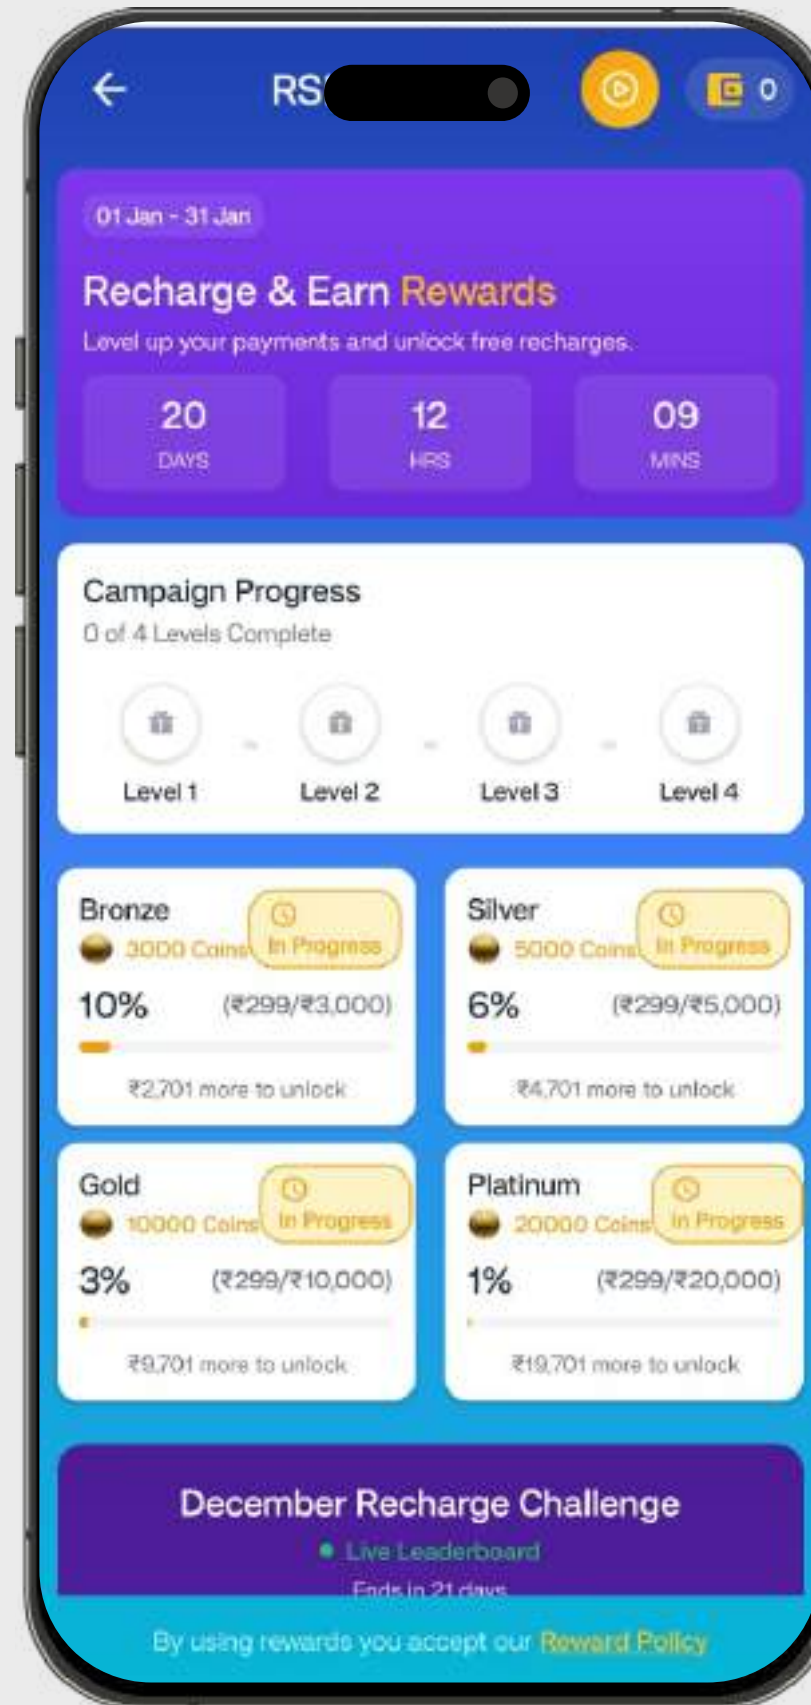 RS
0
01 Jan - 31 Jan
Recharge & Earn Rewards
Level up your payments and unlock free recharges.
20
DAYS
12
HRS
09
MINS
Campaign Progress
0 of 4 Levels Complete
Level 1
Level 2
Level 3
Level 4
Bronze
3000 Coins
In Progress
10%
(₹299/₹3,000)
₹2,701 more to unlock
Silver
5000 Coins
In Progress
6%
(₹299/₹5,000)
₹4,701 more to unlock
Gold
10000 Coins
In Progress
3%
(₹299/₹10,000)
₹9,701 more to unlock
Platinum
20000 Coins
In Progress
1%
(₹299/₹20,000)
₹19,701 more to unlock
December Recharge Challenge
Live Leaderboard
Ends in 21 days
By using rewards you accept our Reward Policy